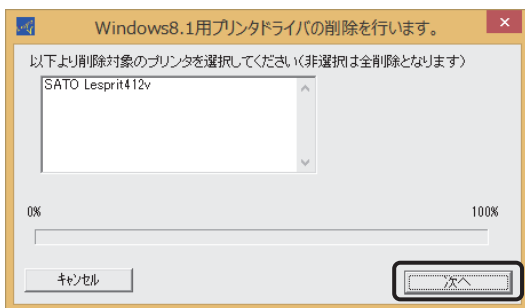 Windows8.1用プリンタドライバの削除を行います。
以下より削除対象のプリンタを選択してください(非選択は全削除となります)
SATO Lesprit412v
0%
100%
キャンセル
次へ